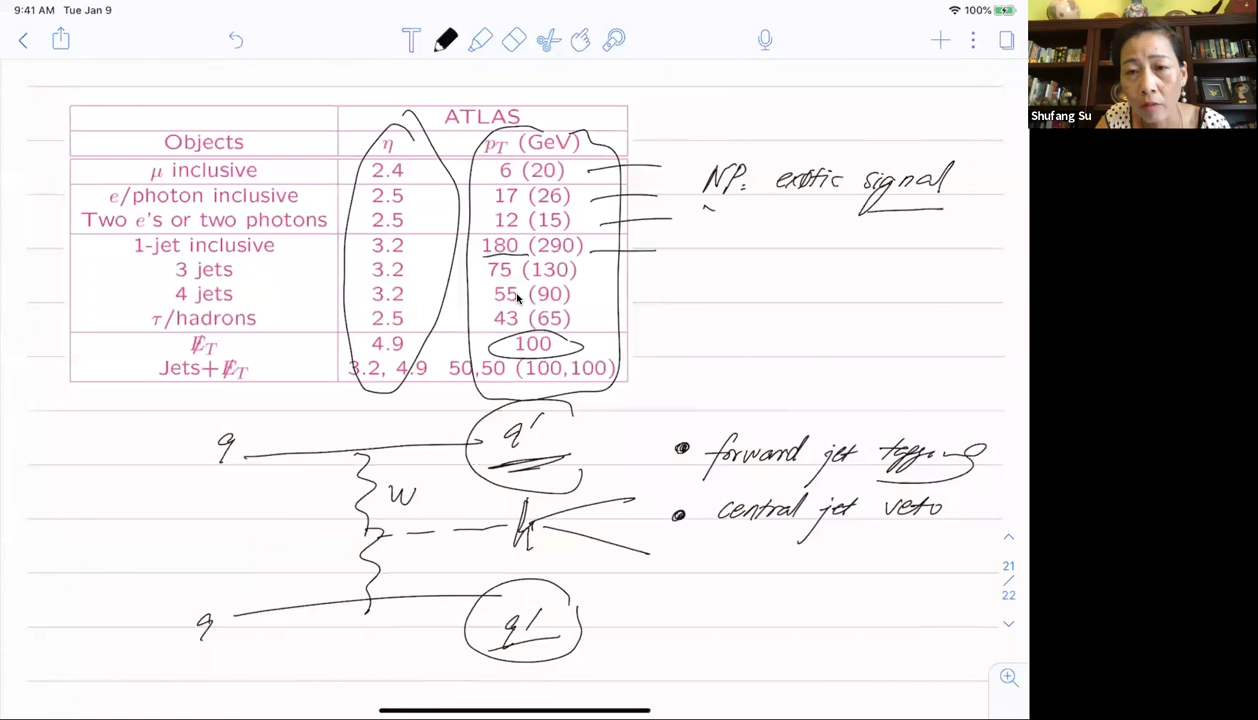 9:41 AM Tue Jan 9
100%
Shufang Su
ATLAS
Objects η pT (GeV)
μ inclusive 2.4 6 (20)
e/photon inclusive 2.5 17 (26)
Two e's or two photons 2.5 12 (15)
1-jet inclusive 3.2 180 (290)
3 jets 3.2 75 (130)
4 jets 3.2 55 (90)
τ/hadrons 2.5 43 (65)
E̸T 4.9 100
Jets+E̸T 3.2, 4.9 50,50 (100,100)
NP: exotic signal
q q'
W
h
q q'
• forward jet tagging
• central jet veto
21
/
22